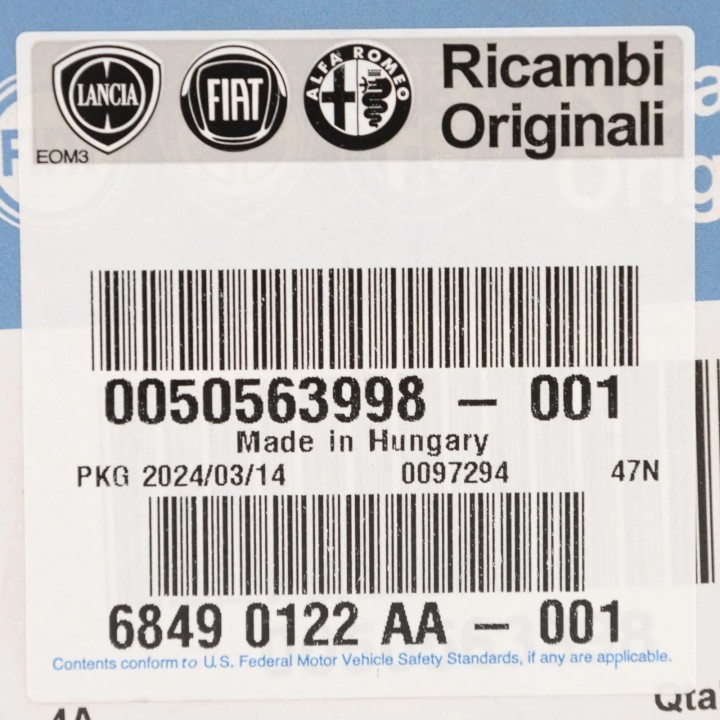 LANCIA FIAT ALFA ROMEO
Ricambi
Originali
EOM3
0050563998 - 001
Made in Hungary
PKG 2024/03/14 0097294 47N
6849 0122 AA - 001
Contents conform to U.S. Federal Motor Vehicle Safety Standards, if any are applicable.